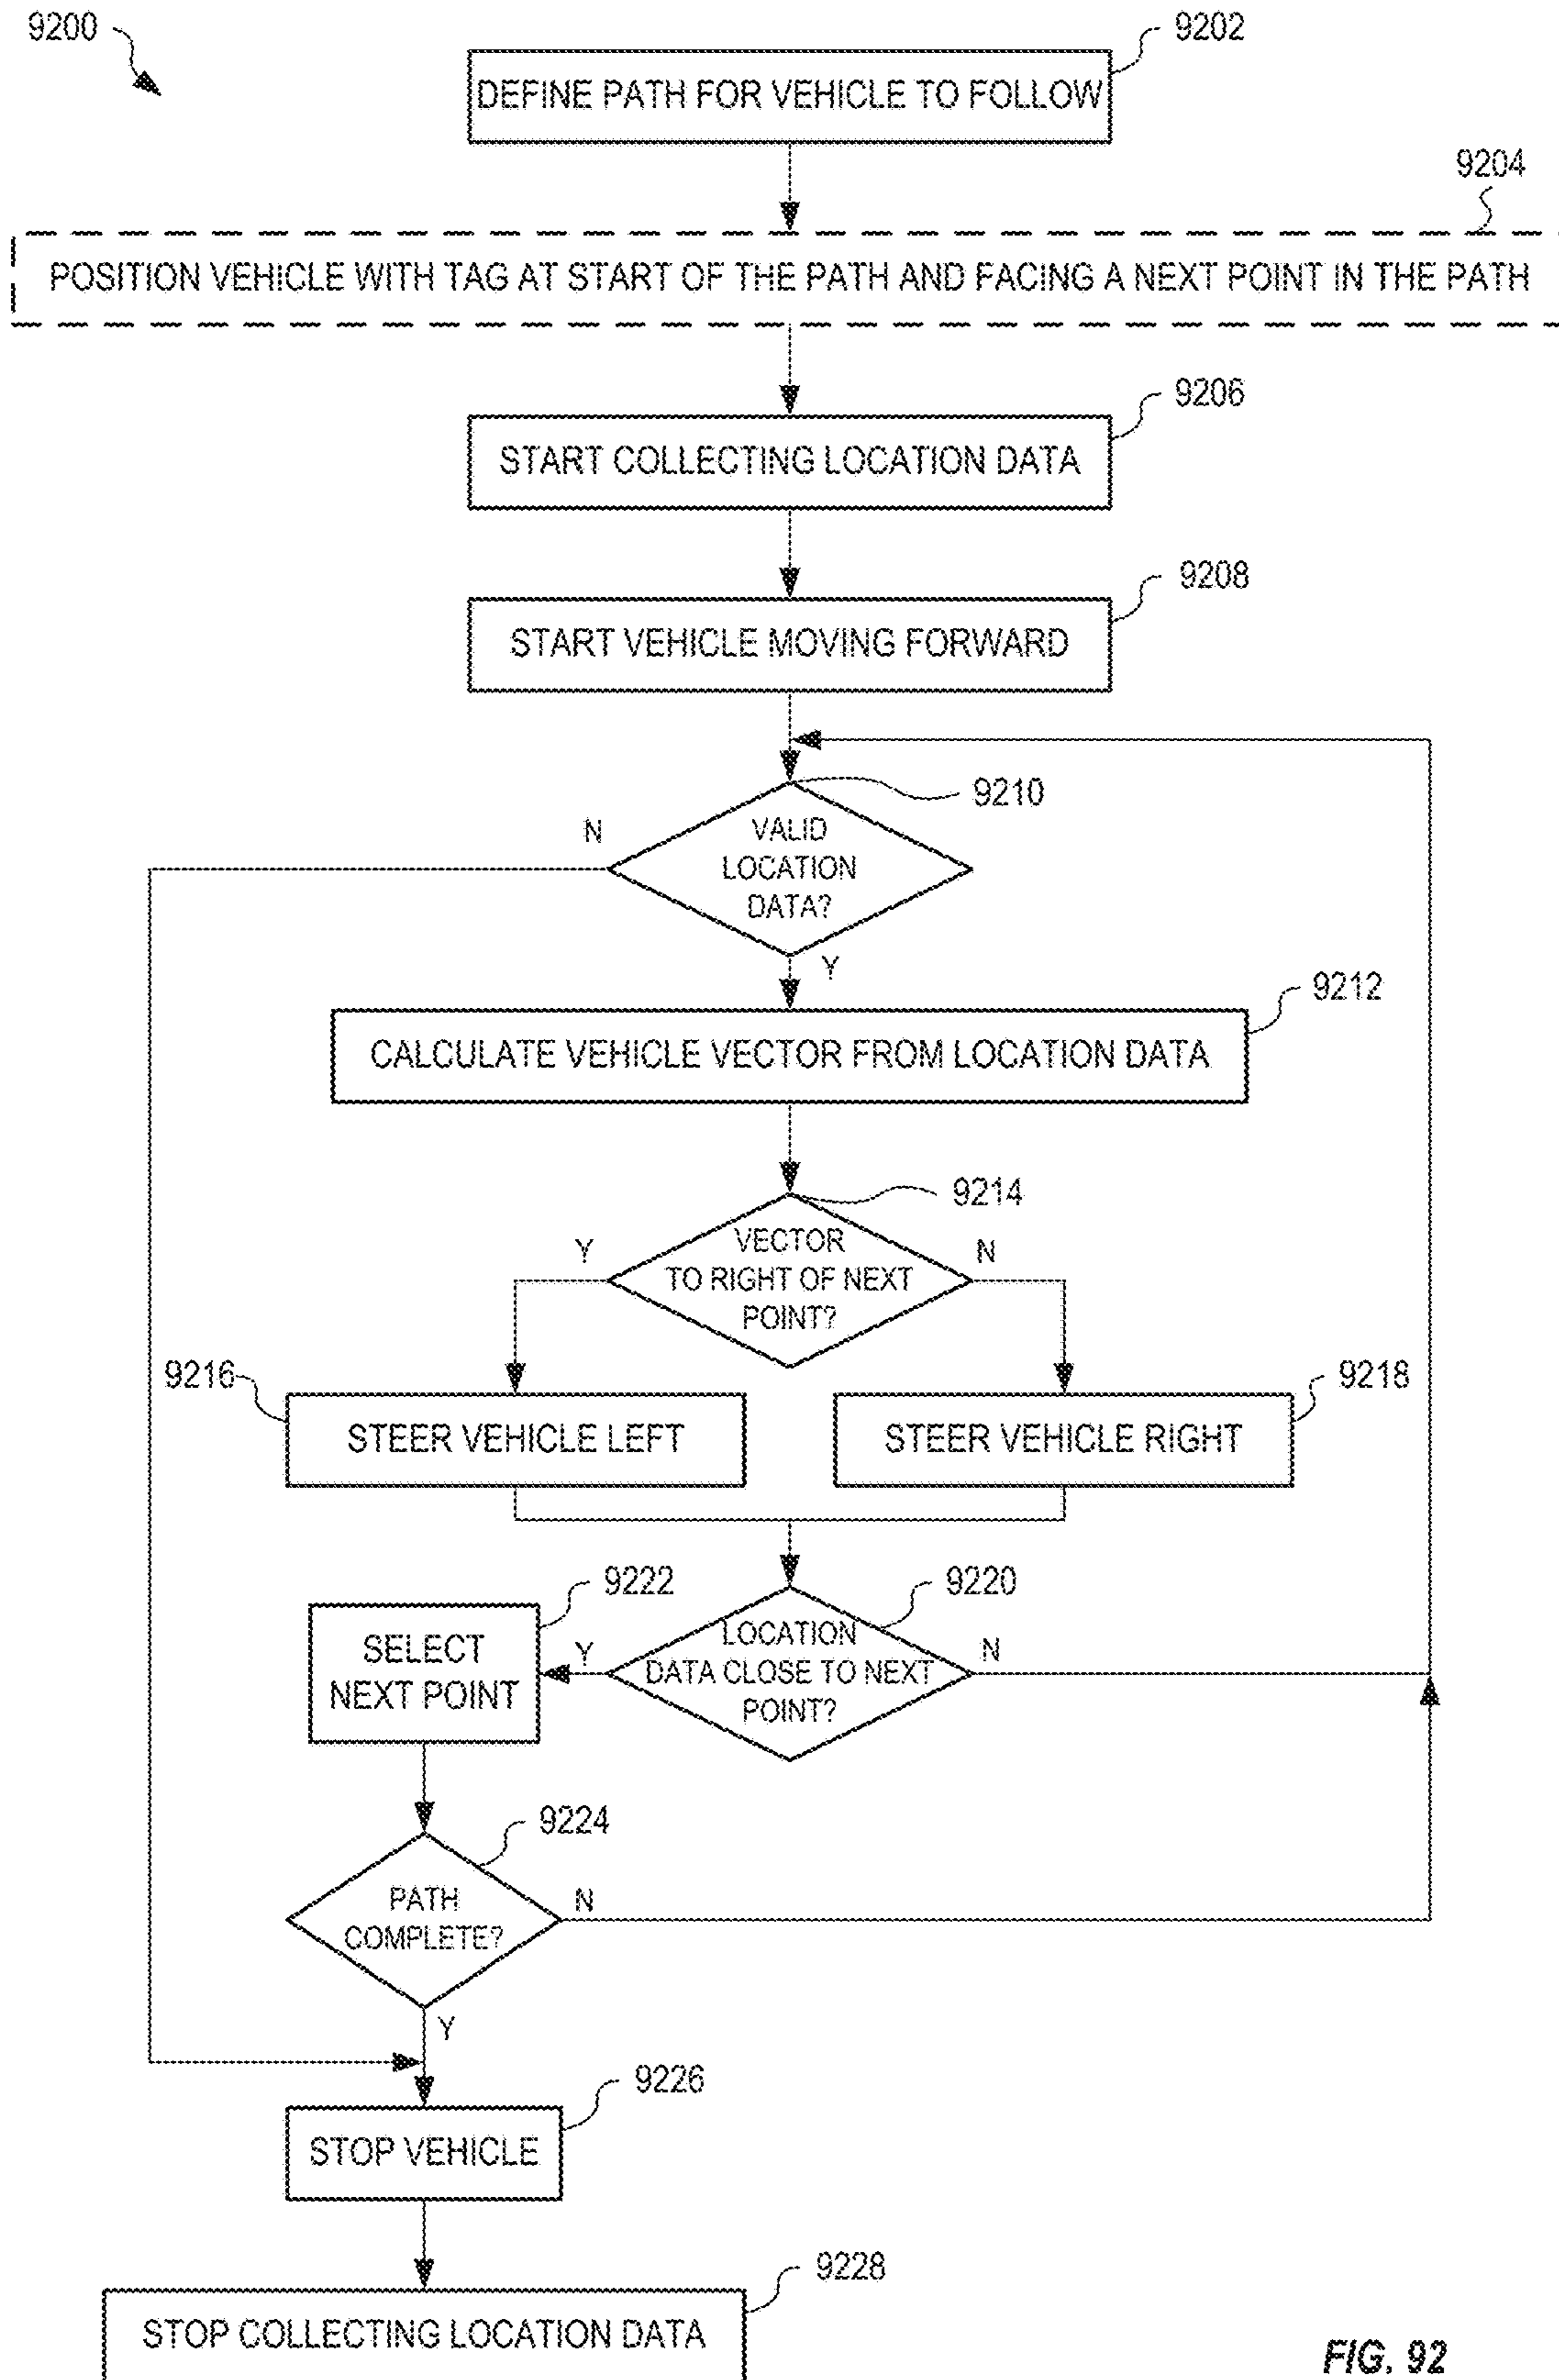 9200
9202
DEFINE PATH FOR VEHICLE TO FOLLOW
9204
POSITION VEHICLE WITH TAG AT START OF THE PATH AND FACING A NEXT POINT IN THE PATH
9206
START COLLECTING LOCATION DATA
9208
START VEHICLE MOVING FORWARD
9210
N
VALID
LOCATION
DATA?
Y
9212
CALCULATE VEHICLE VECTOR FROM LOCATION DATA
9214
Y
VECTOR
TO RIGHT OF NEXT
POINT?
N
9216
STEER VEHICLE LEFT
9218
STEER VEHICLE RIGHT
9222
SELECT
NEXT POINT
9220
Y
LOCATION
DATA CLOSE TO NEXT
POINT?
N
9224
PATH
COMPLETE?
N
Y
9226
STOP VEHICLE
9228
STOP COLLECTING LOCATION DATA
FIG. 92